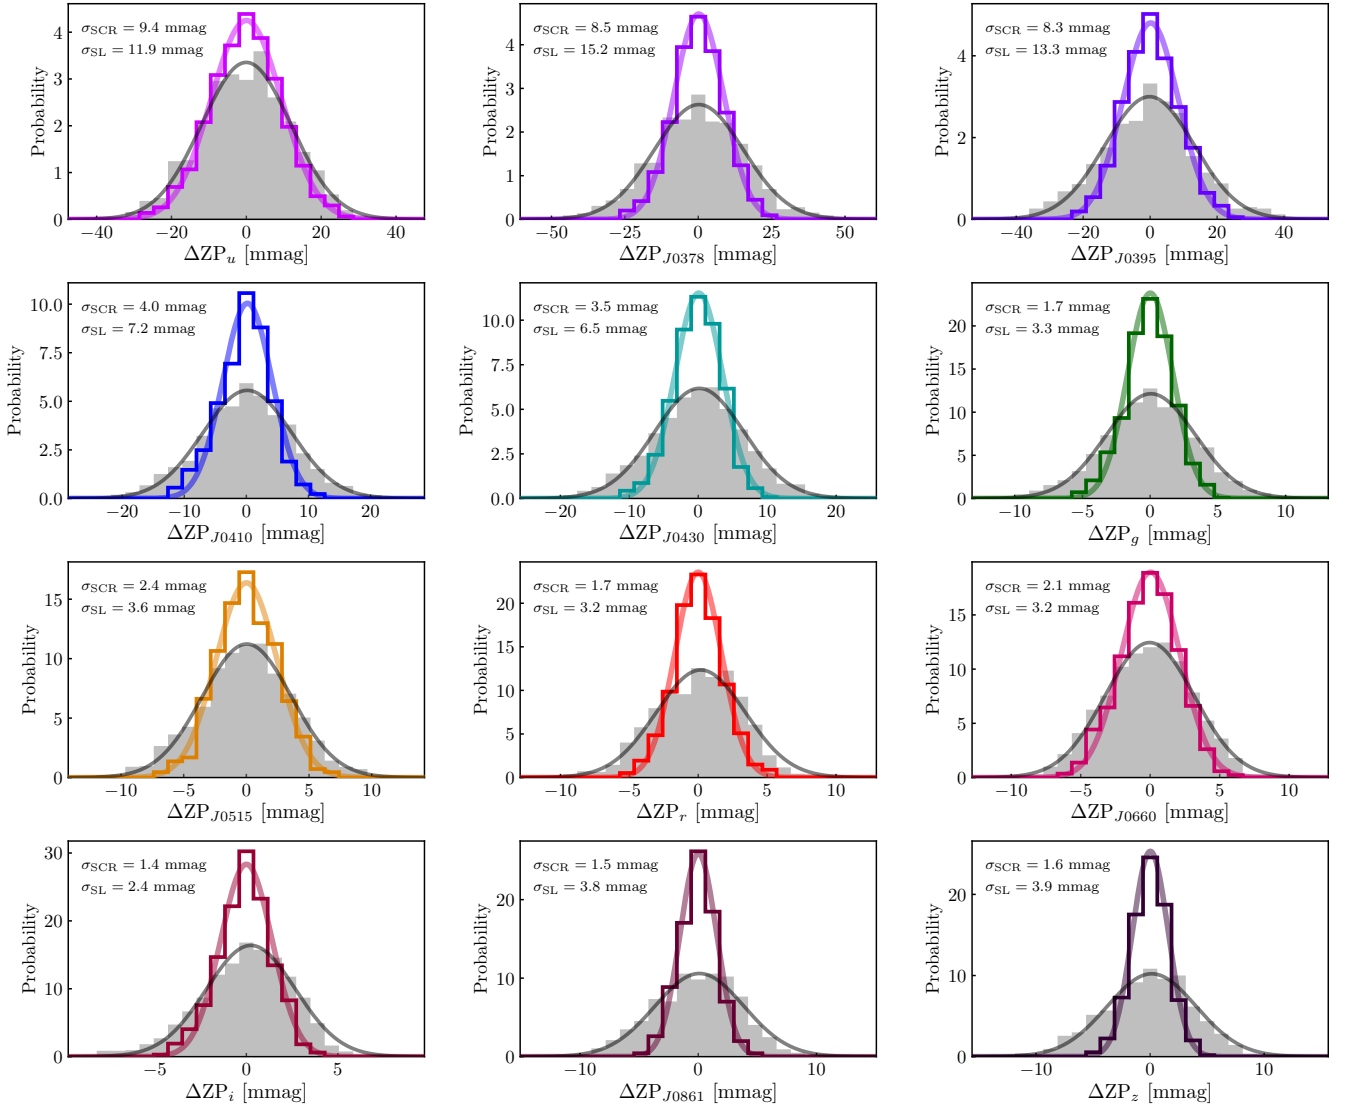 σSCR = 9.4 mmag
σSL = 11.9 mmag
Probability
4
3
2
1
0
−40 −20 0 20 40
ΔZPu [mmag]
σSCR = 8.5 mmag
σSL = 15.2 mmag
Probability
4
3
2
1
0
−50 −25 0 25 50
ΔZPJ0378 [mmag]
σSCR = 8.3 mmag
σSL = 13.3 mmag
Probability
4
2
0
−40 −20 0 20 40
ΔZPJ0395 [mmag]
σSCR = 4.0 mmag
σSL = 7.2 mmag
Probability
10.0
7.5
5.0
2.5
0.0
−20 −10 0 10 20
ΔZPJ0410 [mmag]
σSCR = 3.5 mmag
σSL = 6.5 mmag
Probability
10.0
7.5
5.0
2.5
0.0
−20 −10 0 10 20
ΔZPJ0430 [mmag]
σSCR = 1.7 mmag
σSL = 3.3 mmag
Probability
20
15
10
5
0
−10 −5 0 5 10
ΔZPg [mmag]
σSCR = 2.4 mmag
σSL = 3.6 mmag
Probability
15
10
5
0
−10 −5 0 5 10
ΔZPJ0515 [mmag]
σSCR = 1.7 mmag
σSL = 3.2 mmag
Probability
20
15
10
5
0
−10 −5 0 5 10
ΔZPr [mmag]
σSCR = 2.1 mmag
σSL = 3.2 mmag
Probability
15
10
5
0
−10 −5 0 5 10
ΔZPJ0660 [mmag]
σSCR = 1.4 mmag
σSL = 2.4 mmag
Probability
30
20
10
0
−5 0 5
ΔZPi [mmag]
σSCR = 1.5 mmag
σSL = 3.8 mmag
Probability
20
10
0
−10 0 10
ΔZPJ0861 [mmag]
σSCR = 1.6 mmag
σSL = 3.9 mmag
Probability
20
10
0
−10 0 10
ΔZPz [mmag]